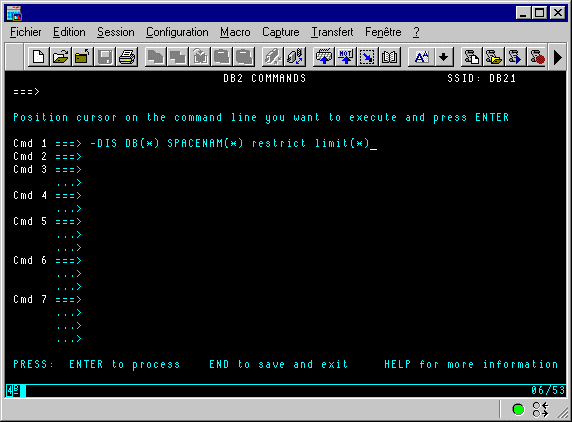 Fichier Edition Session Configuration Macro Capture Transfert Fenêtre ?
NOT
A
DB2 COMMANDS SSID: DB21
===>
Position cursor on the command line you want to execute and press ENTER
Cmd 1 ===> -DIS DB(*) SPACENAM(*) restrict limit(*)_
Cmd 2 ===>
Cmd 3 ===>
...>
Cmd 4 ===>
...>
Cmd 5 ===>
...>
...>
Cmd 6 ===>
...>
...>
Cmd 7 ===>
...>
...>
...>
PRESS: ENTER to process END to save and exit HELP for more information
06/53